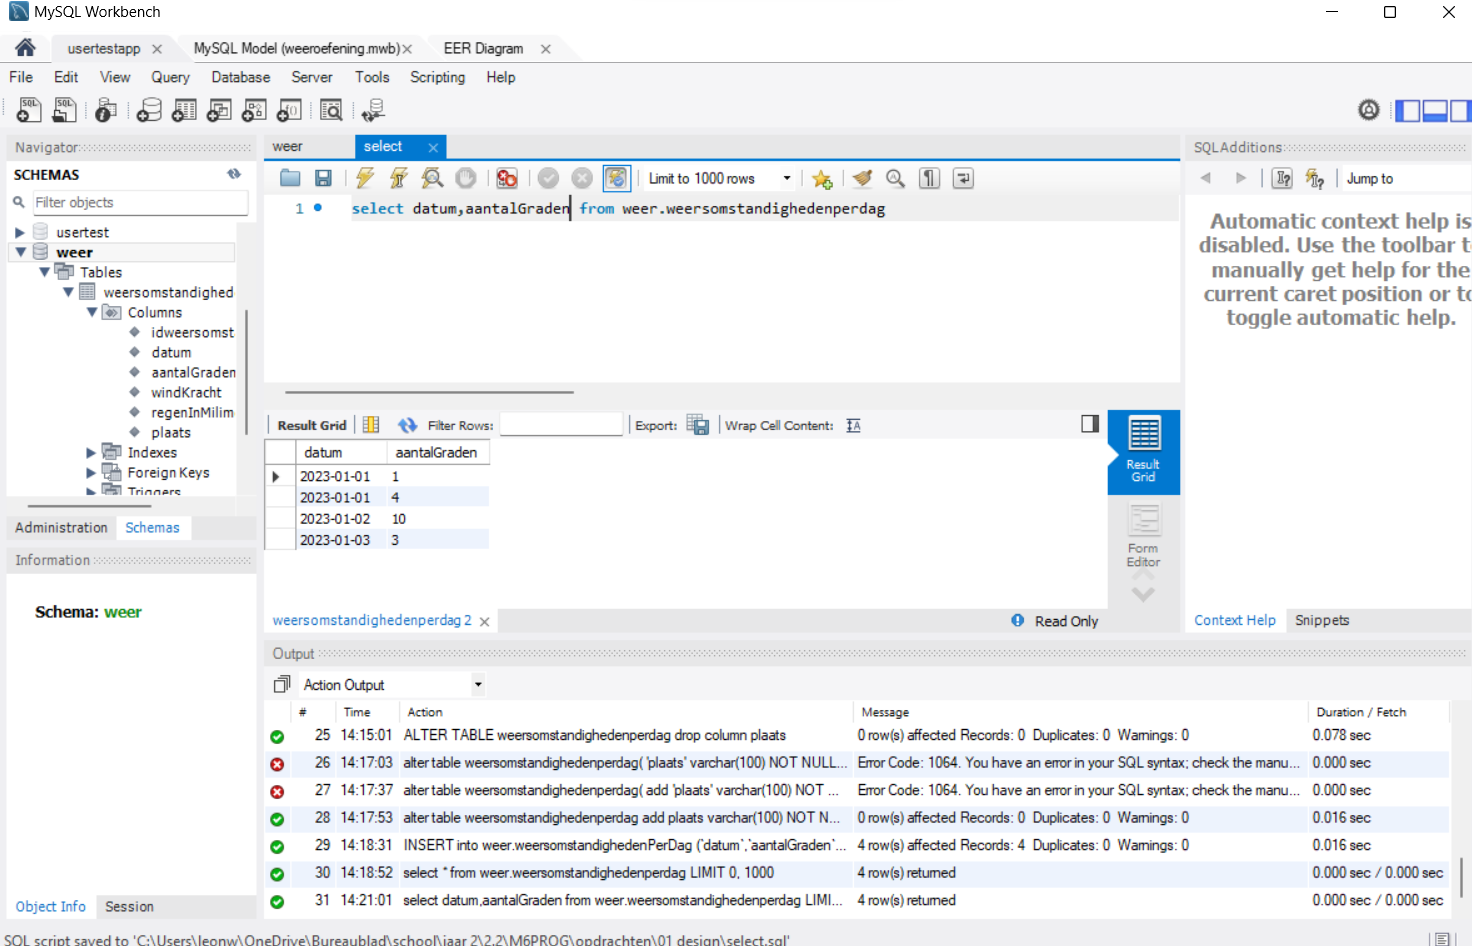 MySQL Workbench
usertestapp
MySQL Model (weeroefening.mwb)
EER Diagram
File Edit View Query Database Server Tools Scripting Help
Navigator
SCHEMAS
Filter objects
usertest
weer
Tables
weersomstandighed
Columns
idweersomst
datum
aantalGraden
windKracht
regenInMilim
plaats
Indexes
Foreign Keys
Triggers
Administration Schemas
Information
Schema: weer
Object Info Session
weer select
Limit to 1000 rows
1 select datum,aantalGraden from weer.weersomstandighedenperdag
Result Grid Filter Rows: Export: Wrap Cell Content:
datum aantalGraden
2023-01-01 1
2023-01-01 4
2023-01-02 10
2023-01-03 3
Result Grid
Form Editor
weersomstandighedenperdag 2
Read Only
SQLAdditions
Jump to
Automatic context help is
disabled. Use the toolbar t
manually get help for the
current caret position or to
toggle automatic help.
Context Help Snippets
Output
Action Output
# Time Action Message Duration / Fetch
25 14:15:01 ALTER TABLE weersomstandighedenperdag drop column plaats 0 row(s) affected Records: 0 Duplicates: 0 Warnings: 0 0.078 sec
26 14:17:03 alter table weersomstandighedenperdag( 'plaats' varchar(100) NOT NULL... Error Code: 1064. You have an error in your SQL syntax; check the manu... 0.000 sec
27 14:17:37 alter table weersomstandighedenperdag( add 'plaats' varchar(100) NOT ... Error Code: 1064. You have an error in your SQL syntax; check the manu... 0.000 sec
28 14:17:53 alter table weersomstandighedenperdag add plaats varchar(100) NOT N... 0 row(s) affected Records: 0 Duplicates: 0 Warnings: 0 0.016 sec
29 14:18:31 INSERT into weer.weersomstandighedenPerDag (`datum`,`aantalGraden`... 4 row(s) affected Records: 4 Duplicates: 0 Warnings: 0 0.016 sec
30 14:18:52 select * from weer.weersomstandighedenperdag LIMIT 0, 1000 4 row(s) returned 0.000 sec / 0.000 sec
31 14:21:01 select datum,aantalGraden from weer.weersomstandighedenperdag LIMI... 4 row(s) returned 0.000 sec / 0.000 sec
SQL script saved to 'C:\Users\leonw\OneDrive\Bureaublad\school\jaar 2\2.2\M6PROG\opdrachten\01 design\select.sql'